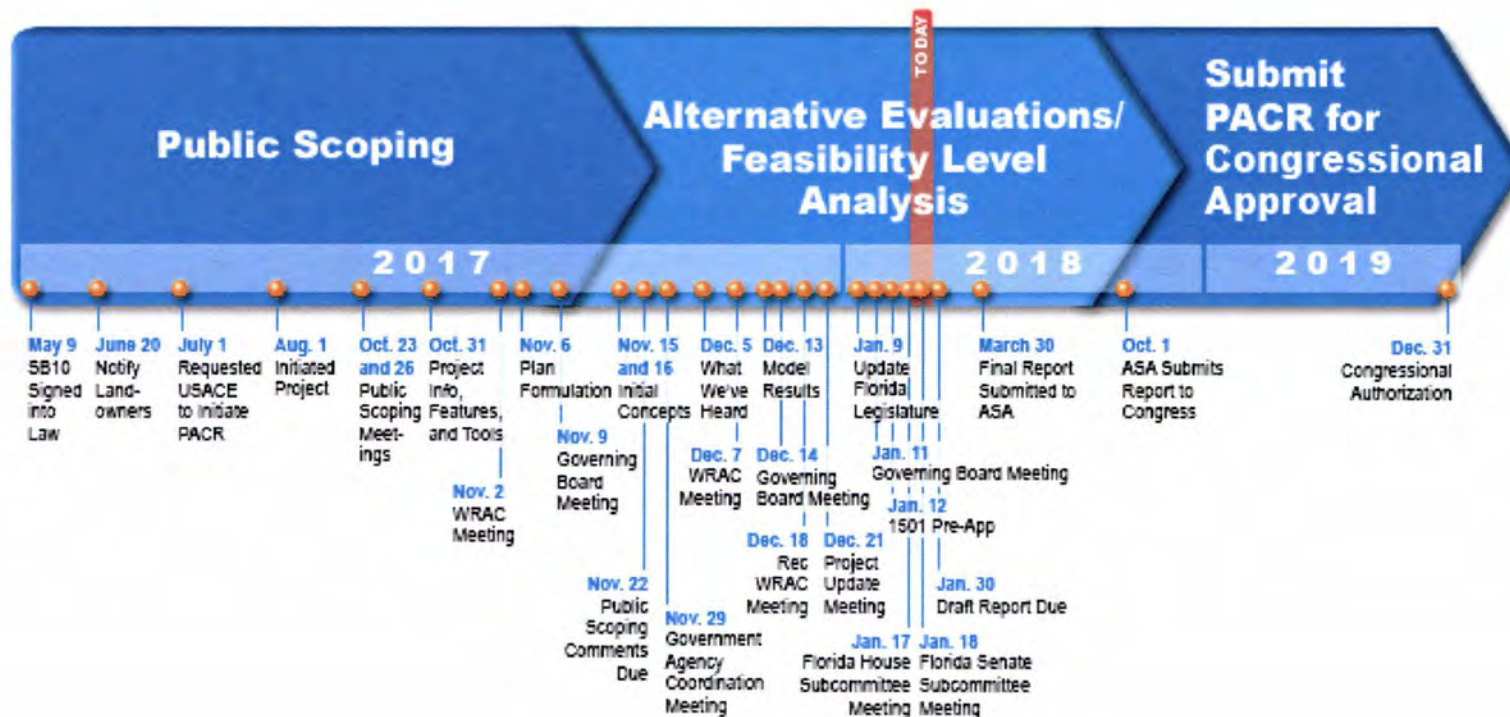 TODAY
Public Scoping
Alternative Evaluations/
Feasibility Level
Analysis
Submit
PACR for
Congressional
Approval
2017
2018
2019
May 9
SB10
Signed
into
Law
June 20
Notify
Land-
owners
July 1
Requested
USACE
to Initiate
PACR
Aug. 1
Initiated
Project
Oct. 23
and 26
Public
Scoping
Meet-
ings
Oct. 31
Project
Info,
Features,
and Tools
Nov. 2
WRAC
Meeting
Nov. 6
Plan
Formulation
Nov. 9
Governing
Board
Meeting
Nov. 15
and 16
Initial
Concepts
Nov. 22
Public
Scoping
Comments
Due
Nov. 29
Government
Agency
Coordination
Meeting
Dec. 5
What
We've
Heard
Dec. 7
WRAC
Meeting
Dec. 13
Model
Results
Dec. 14
Governing
Board Meeting
Dec. 18
Rec
WRAC
Meeting
Dec. 21
Project
Update
Meeting
Jan. 9
Update
Florida
Legislature
Jan. 11
Governing Board Meeting
Jan. 12
1501 Pre-App
Jan. 17
Florida House
Subcommittee
Meeting
Jan. 18
Florida Senate
Subcommittee
Meeting
Jan. 30
Draft Report Due
March 30
Final Report
Submitted to
ASA
Oct. 1
ASA Submits
Report to
Congress
Dec. 31
Congressional
Authorization